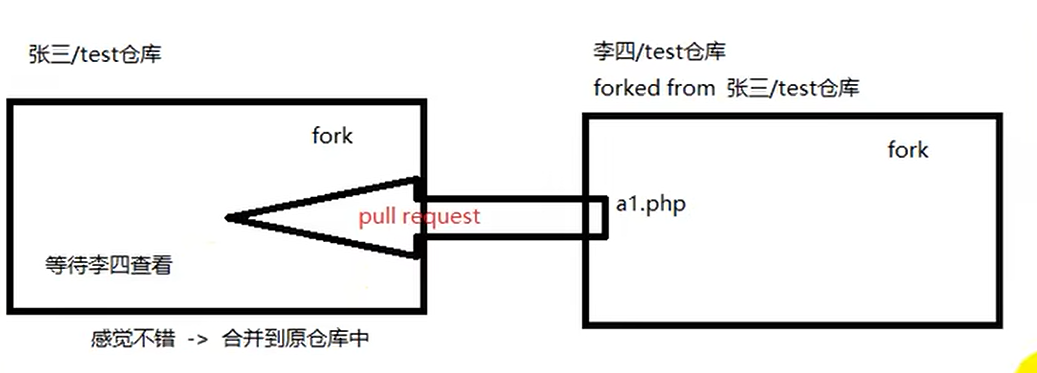 张三/test仓库
fork
pull request
等待李四查看
感觉不错 -> 合并到原仓库中
李四/test仓库
forked from 张三/test仓库
fork
a1.php